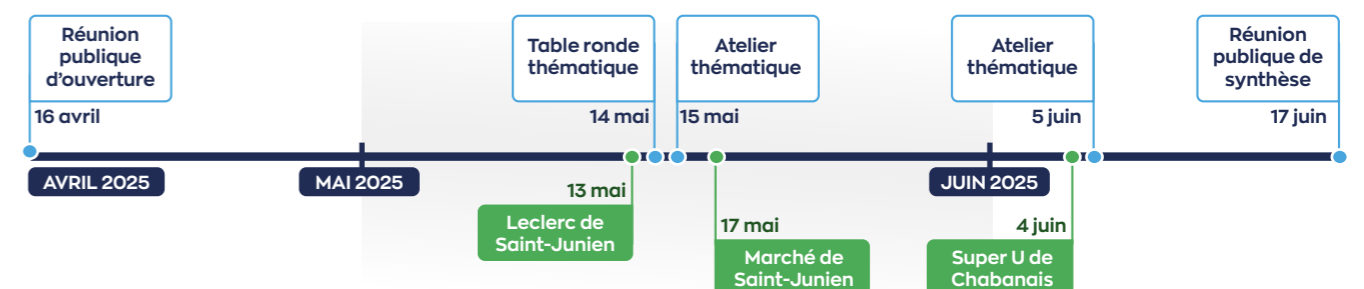 Réunion
publique
d'ouverture
16 avril
Table ronde
thématique
14 mai
Atelier
thématique
15 mai
Atelier
thématique
5 juin
Réunion
publique de
synthèse
17 juin
AVRIL 2025
MAI 2025
JUIN 2025
13 mai
Leclerc de
Saint-Junien
17 mai
Marché de
Saint-Junien
4 juin
Super U de
Chabanais